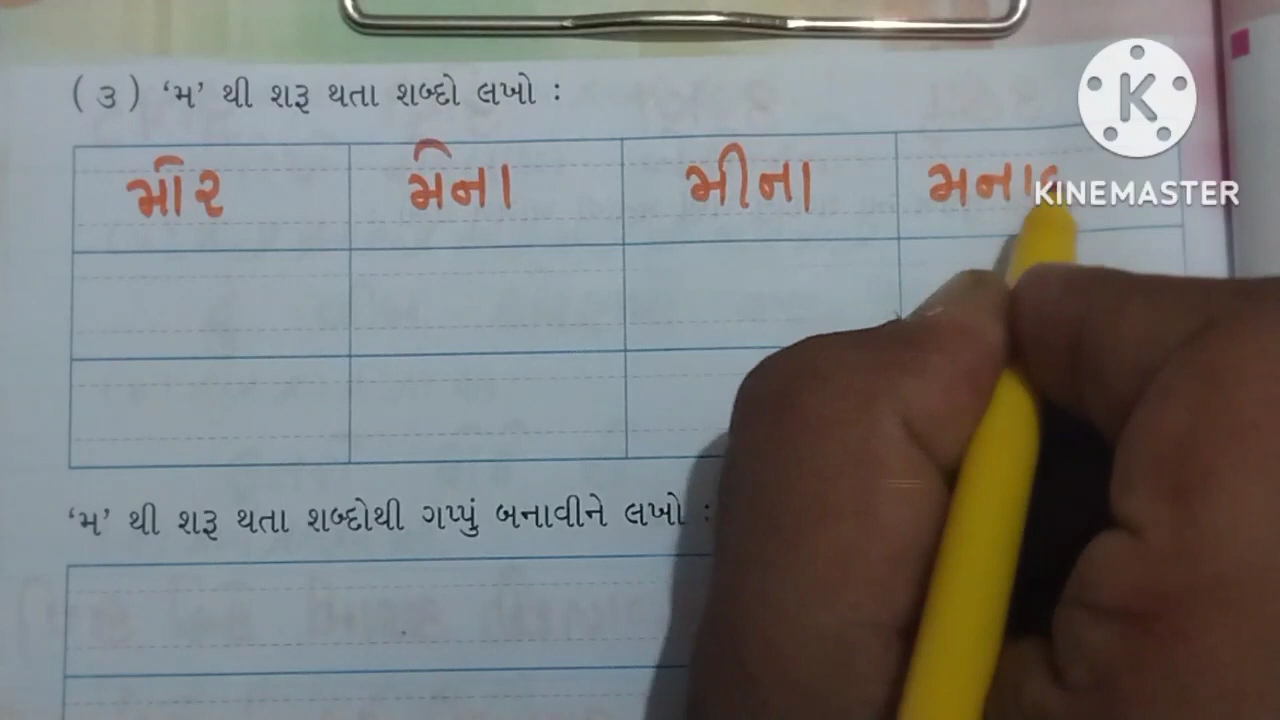 (૩) ‘મ’ થી શરૂ થતા શબ્દો લખો :
મોર મેના મીના
KINEMASTER
‘મ’ થી શરૂ થતા શબ્દોથી ગપ્પું બનાવીને લખો :